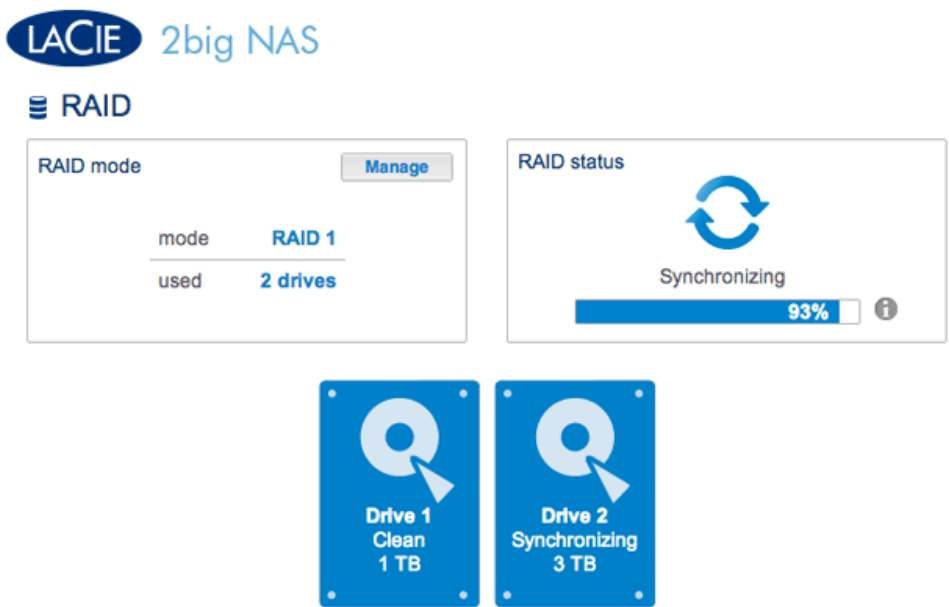 LACIE 2big NAS
RAID
RAID mode
Manage
mode RAID 1
used 2 drives
RAID status
Synchronizing
93%
i
Drive 1
Clean
1 TB
Drive 2
Synchronizing
3 TB